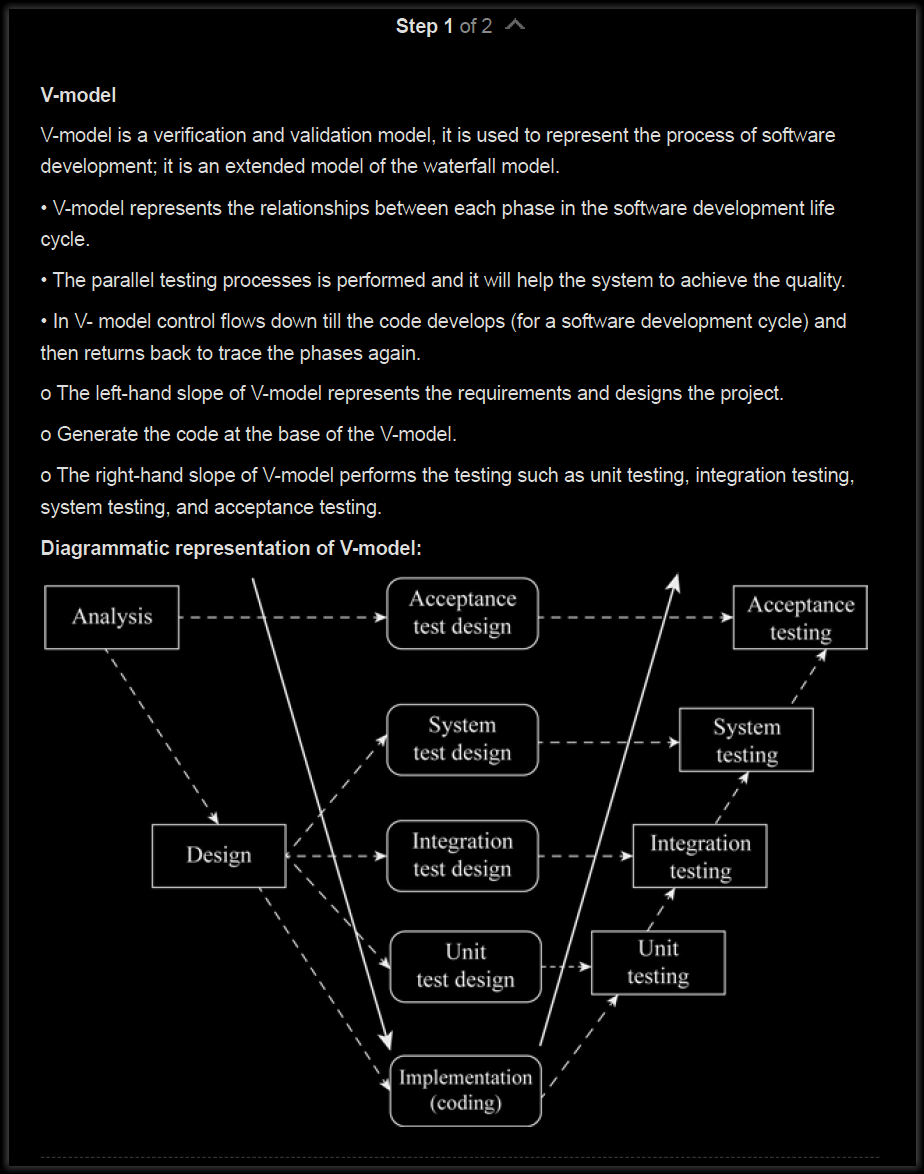 Step 1 of 2
V-model
V-model is a verification and validation model, it is used to represent the process of software
development; it is an extended model of the waterfall model.
• V-model represents the relationships between each phase in the software development life
cycle.
• The parallel testing processes is performed and it will help the system to achieve the quality.
• In V- model control flows down till the code develops (for a software development cycle) and
then returns back to trace the phases again.
o The left-hand slope of V-model represents the requirements and designs the project.
o Generate the code at the base of the V-model.
o The right-hand slope of V-model performs the testing such as unit testing, integration testing,
system testing, and acceptance testing.
Diagrammatic representation of V-model:
Analysis
Acceptance
test design
Acceptance
testing
System
test design
System
testing
Design
Integration
test design
Integration
testing
Unit
test design
Unit
testing
Implementation
(coding)